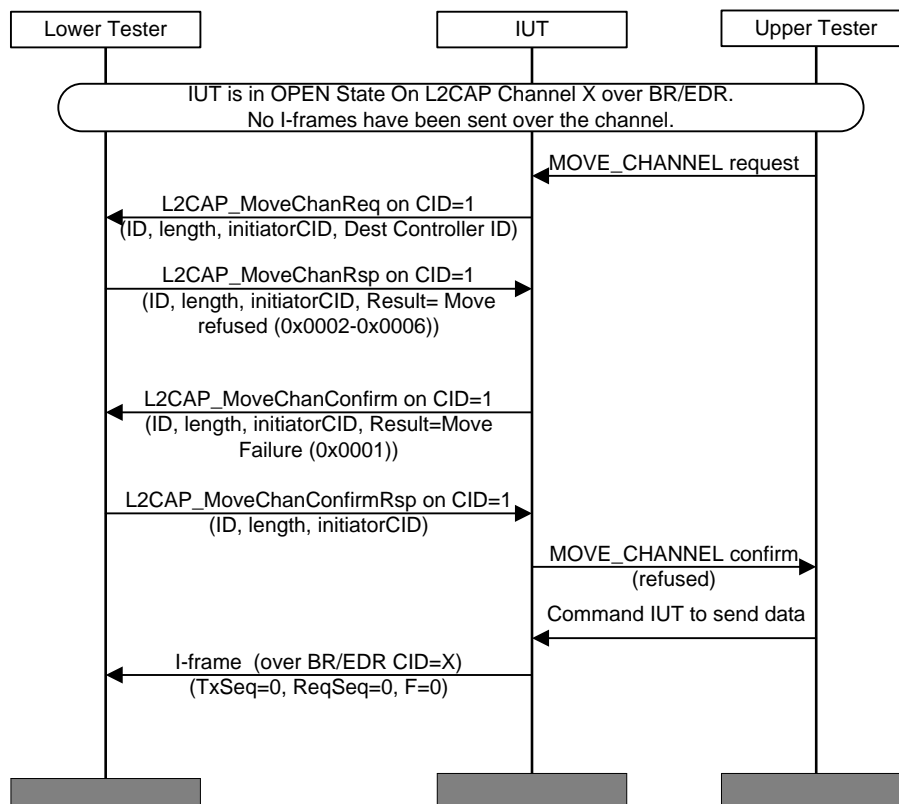 Lower Tester
IUT
Upper Tester
IUT is in OPEN State On L2CAP Channel X over BR/EDR.
No I-frames have been sent over the channel.
MOVE_CHANNEL request
L2CAP_MoveChanReq on CID=1
(ID, length, initiatorCID, Dest Controller ID)
L2CAP_MoveChanRsp on CID=1
(ID, length, initiatorCID, Result= Move
refused (0x0002-0x0006))
L2CAP_MoveChanConfirm on CID=1
(ID, length, initiatorCID, Result=Move
Failure (0x0001))
L2CAP_MoveChanConfirmRsp on CID=1
(ID, length, initiatorCID)
MOVE_CHANNEL confirm
(refused)
Command IUT to send data
I-frame  (over BR/EDR CID=X)
(TxSeq=0, ReqSeq=0, F=0)